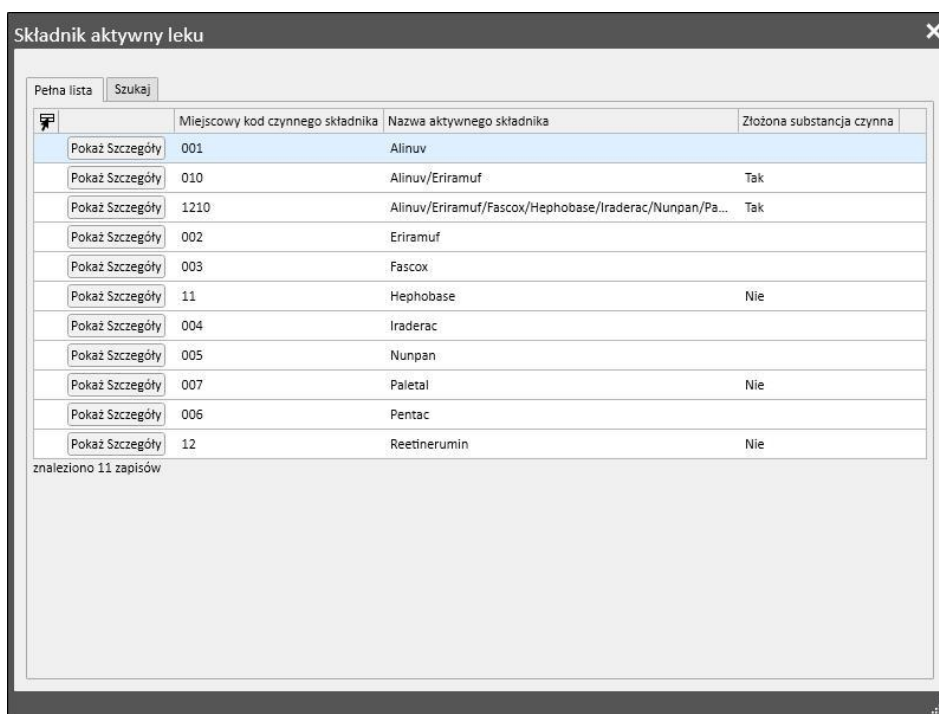 Składnik aktywny leku
Pełna lista Szukaj
Miejscowy kod czynnego składnika Nazwa aktywnego składnika Złożona substancja czynna
Pokaż Szczegóły 001 Alinuv
Pokaż Szczegóły 010 Alinuv/Eriramuf Tak
Pokaż Szczegóły 1210 Alinuv/Eriramuf/Fascox/Hephobase/Iraderac/Nunpan/Pa... Tak
Pokaż Szczegóły 002 Eriramuf
Pokaż Szczegóły 003 Fascox
Pokaż Szczegóły 11 Hephobase Nie
Pokaż Szczegóły 004 Iraderac
Pokaż Szczegóły 005 Nunpan
Pokaż Szczegóły 007 Paletal Nie
Pokaż Szczegóły 006 Pentac
Pokaż Szczegóły 12 Reetinerumin Nie
znaleziono 11 zapisów